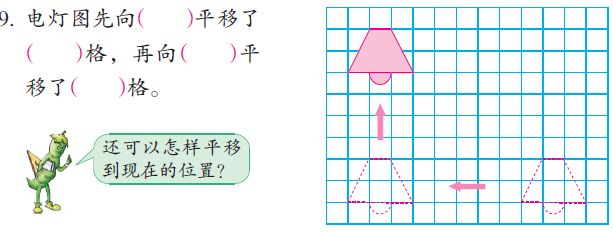 9. 电灯图先向(　　)平移了
(　　)格，再向(　　)平
移了(　　)格。
还可以怎样平移
到现在的位置？